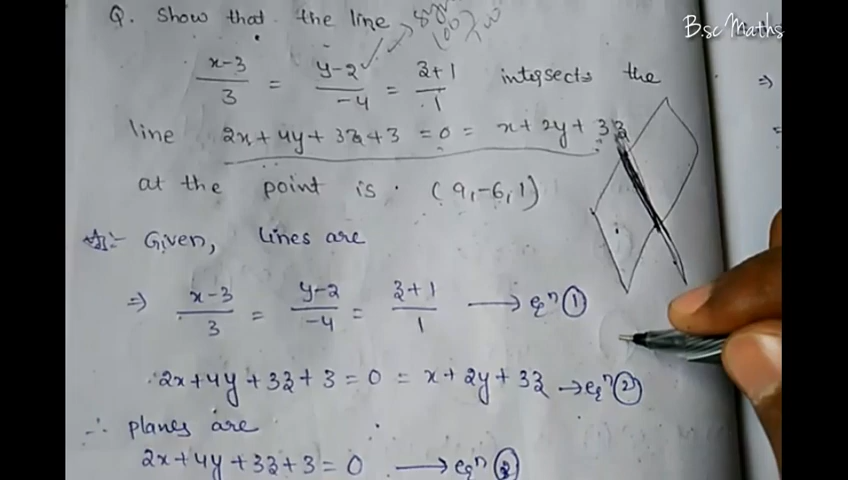 B.sc Maths
Q. Show that the line
x-3/3 = y-2/-4 = z+1/1 intersects the
line 2x+4y+3z+3 = 0 = x+2y+3z
at the point is. (9,-6,1)
Given, lines are
⇒ x-3/3 = y-2/-4 = z+1/1 → eqⁿ ①
2x+4y+3z+3 = 0 = x+2y+3z → eqⁿ ②
∴ planes are
2x+4y+3z+3 = 0 → eqⁿ ③
⇒